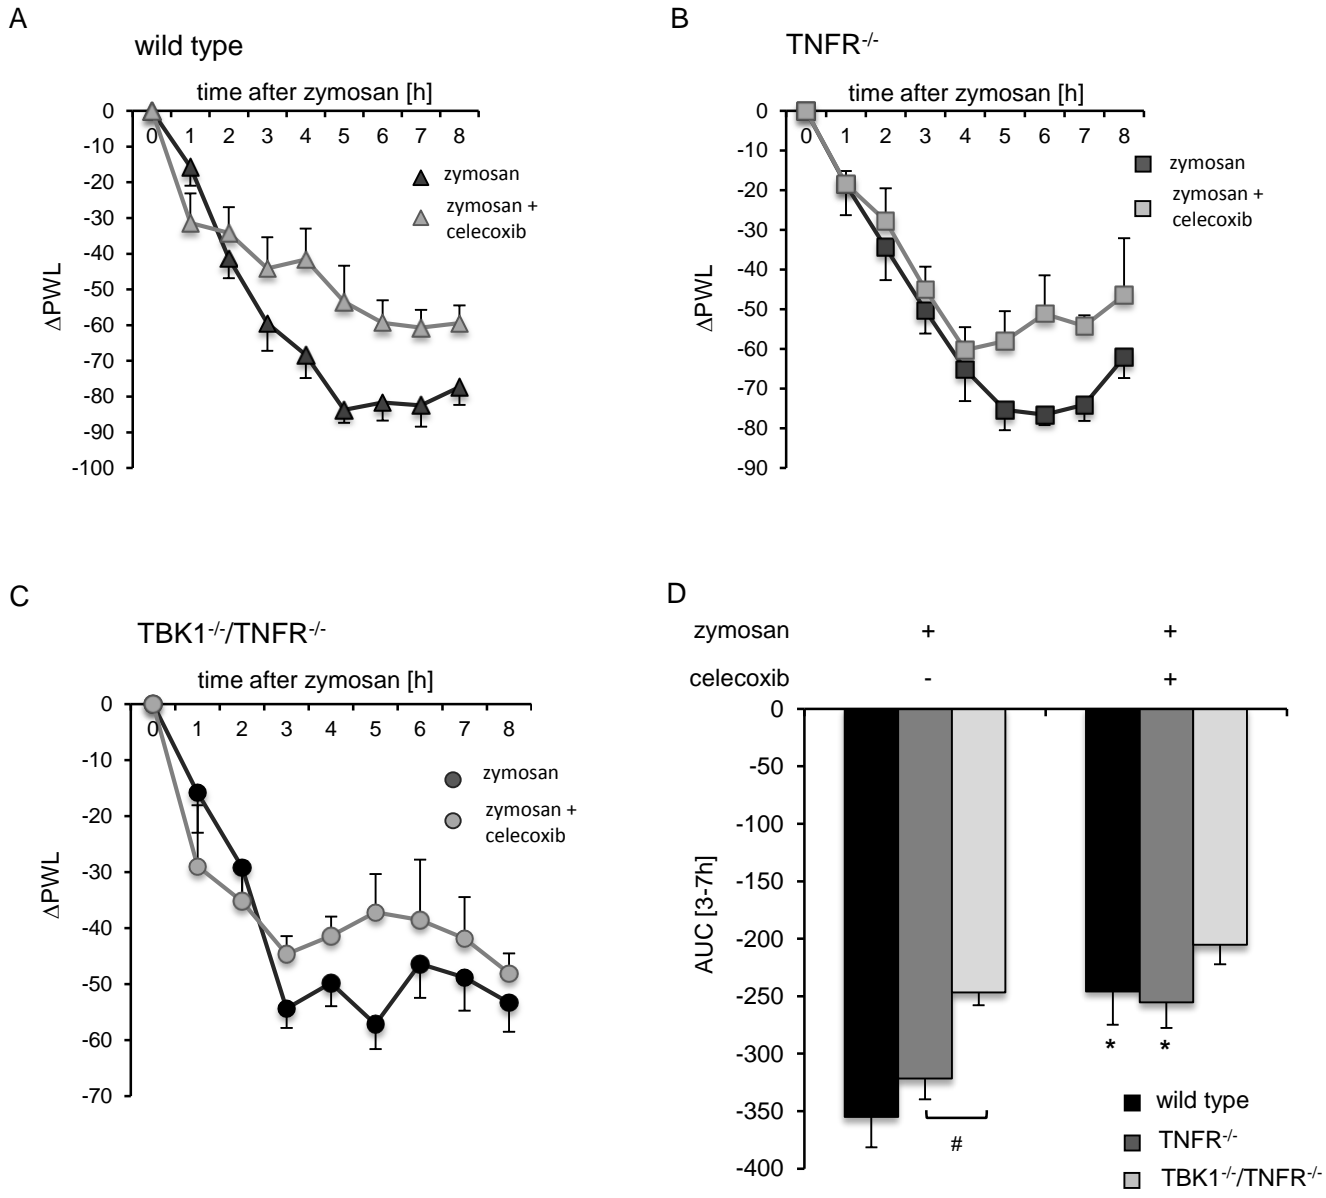 A
wild type
time after zymosan [h]
0
-10
-20
-30
-40
-50
-60
-70
-80
-90
-100
0 1 2 3 4 5 6 7 8
ΔPWL
zymosan
zymosan +
celecoxib
B
TNFR-/-
time after zymosan [h]
0
-10
-20
-30
-40
-50
-60
-70
-80
-90
0 1 2 3 4 5 6 7 8
ΔPWL
zymosan
zymosan +
celecoxib
C
TBK1-/-/TNFR-/-
time after zymosan [h]
0
-10
-20
-30
-40
-50
-60
-70
0 1 2 3 4 5 6 7 8
ΔPWL
zymosan
zymosan +
celecoxib
D
zymosan + +
celecoxib - +
0
-50
-100
-150
-200
-250
-300
-350
-400
AUC [3-7h]
* *
#
wild type
TNFR-/-
TBK1-/-/TNFR-/-